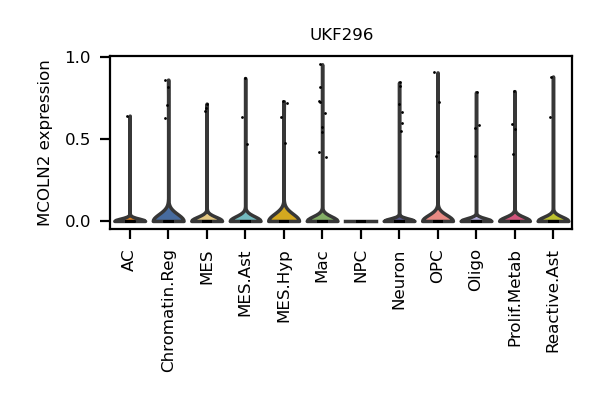 UKF296
MCOLN2 expression
1.0
0.5
0.0
AC
Chromatin.Reg
MES
MES.Ast
MES.Hyp
Mac
NPC
Neuron
OPC
Oligo
Prolif.Metab
Reactive.Ast